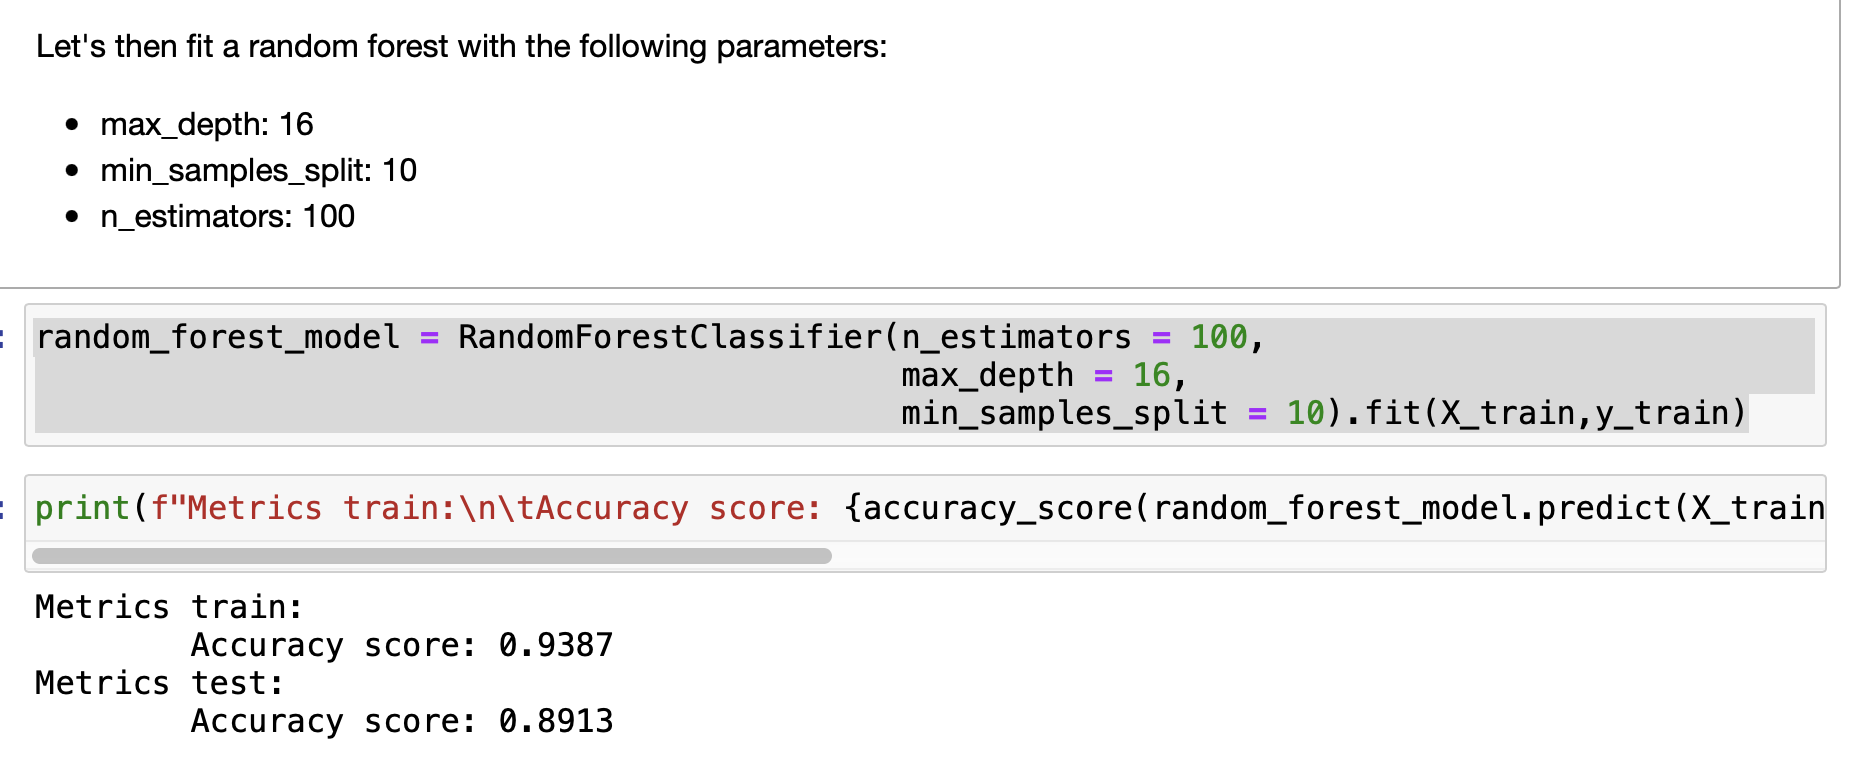 Let's then fit a random forest with the following parameters:
• max_depth: 16
• min_samples_split: 10
• n_estimators: 100
: random_forest_model = RandomForestClassifier(n_estimators = 100,
max_depth = 16,
min_samples_split = 10).fit(X_train,y_train)
: print(f"Metrics train:\n\tAccuracy score: {accuracy_score(random_forest_model.predict(X_train
Metrics train:
Accuracy score: 0.9387
Metrics test:
Accuracy score: 0.8913